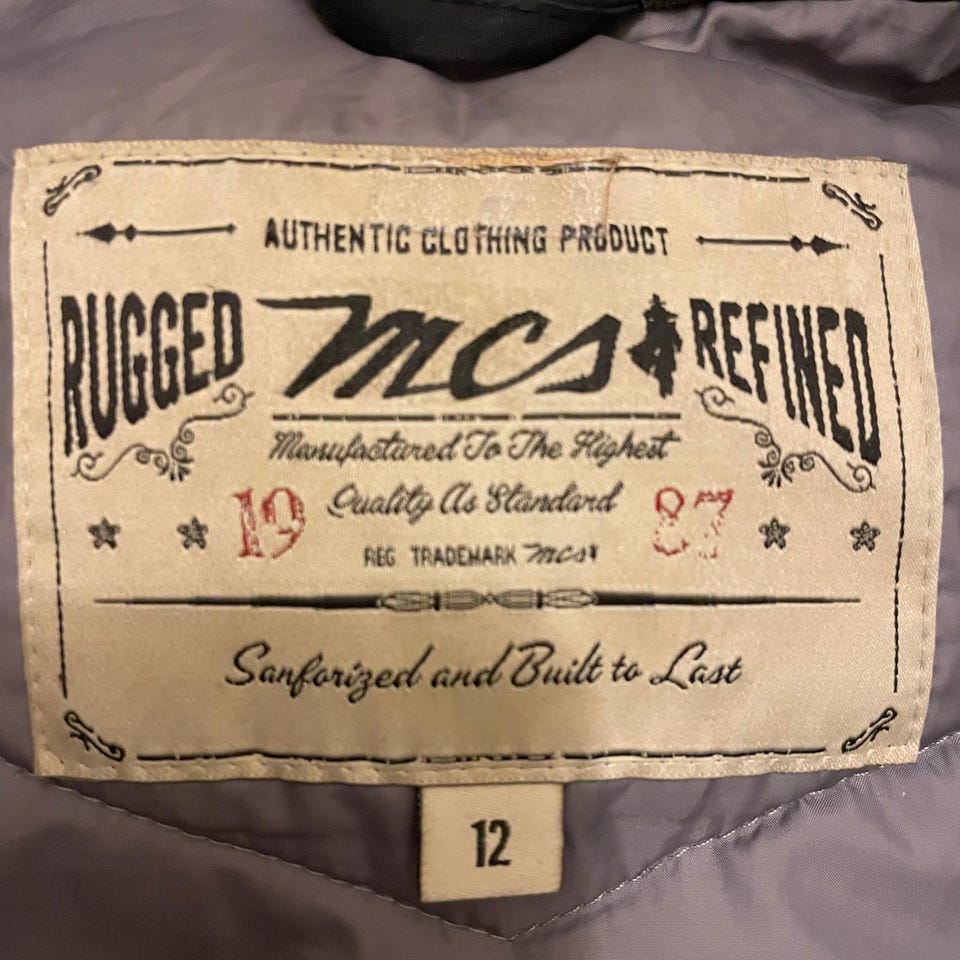 AUTHENTIC CLOTHING PRODUCT
RUGGED mcs REFINED
Manufactured To The Highest
19 Quality As Standard 87
REG TRADEMARK mcs
Sanforized and Built to Last
12